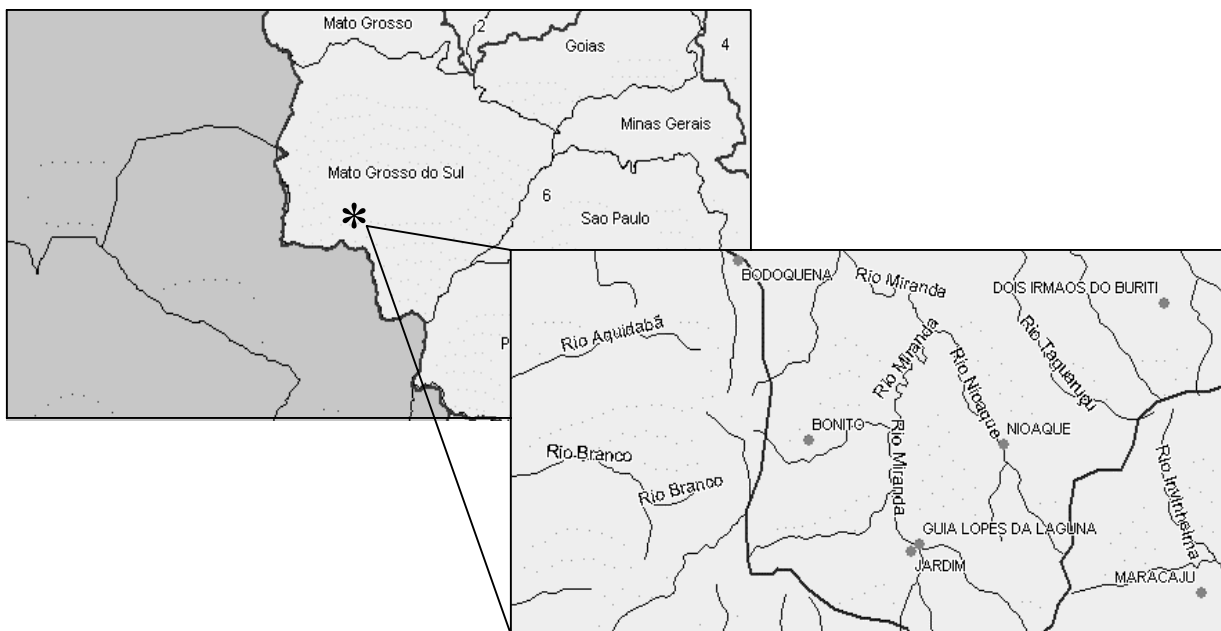 Mato Grosso
2
Goias
4
Minas Gerais
Mato Grosso do Sul
6
Sao Paulo
P
BODOQUENA
Rio Miranda
DOIS IRMAOS DO BURITI
Rio Aquidabã
Rio Miranda
Rio Nioaque
Rio Taquaruçu
BONITO
Rio Miranda
NIOAQUE
Rio Branco
Rio Branco
Rio Invinheima
GUIA LOPES DA LAGUNA
JARDIM
MARACAJU